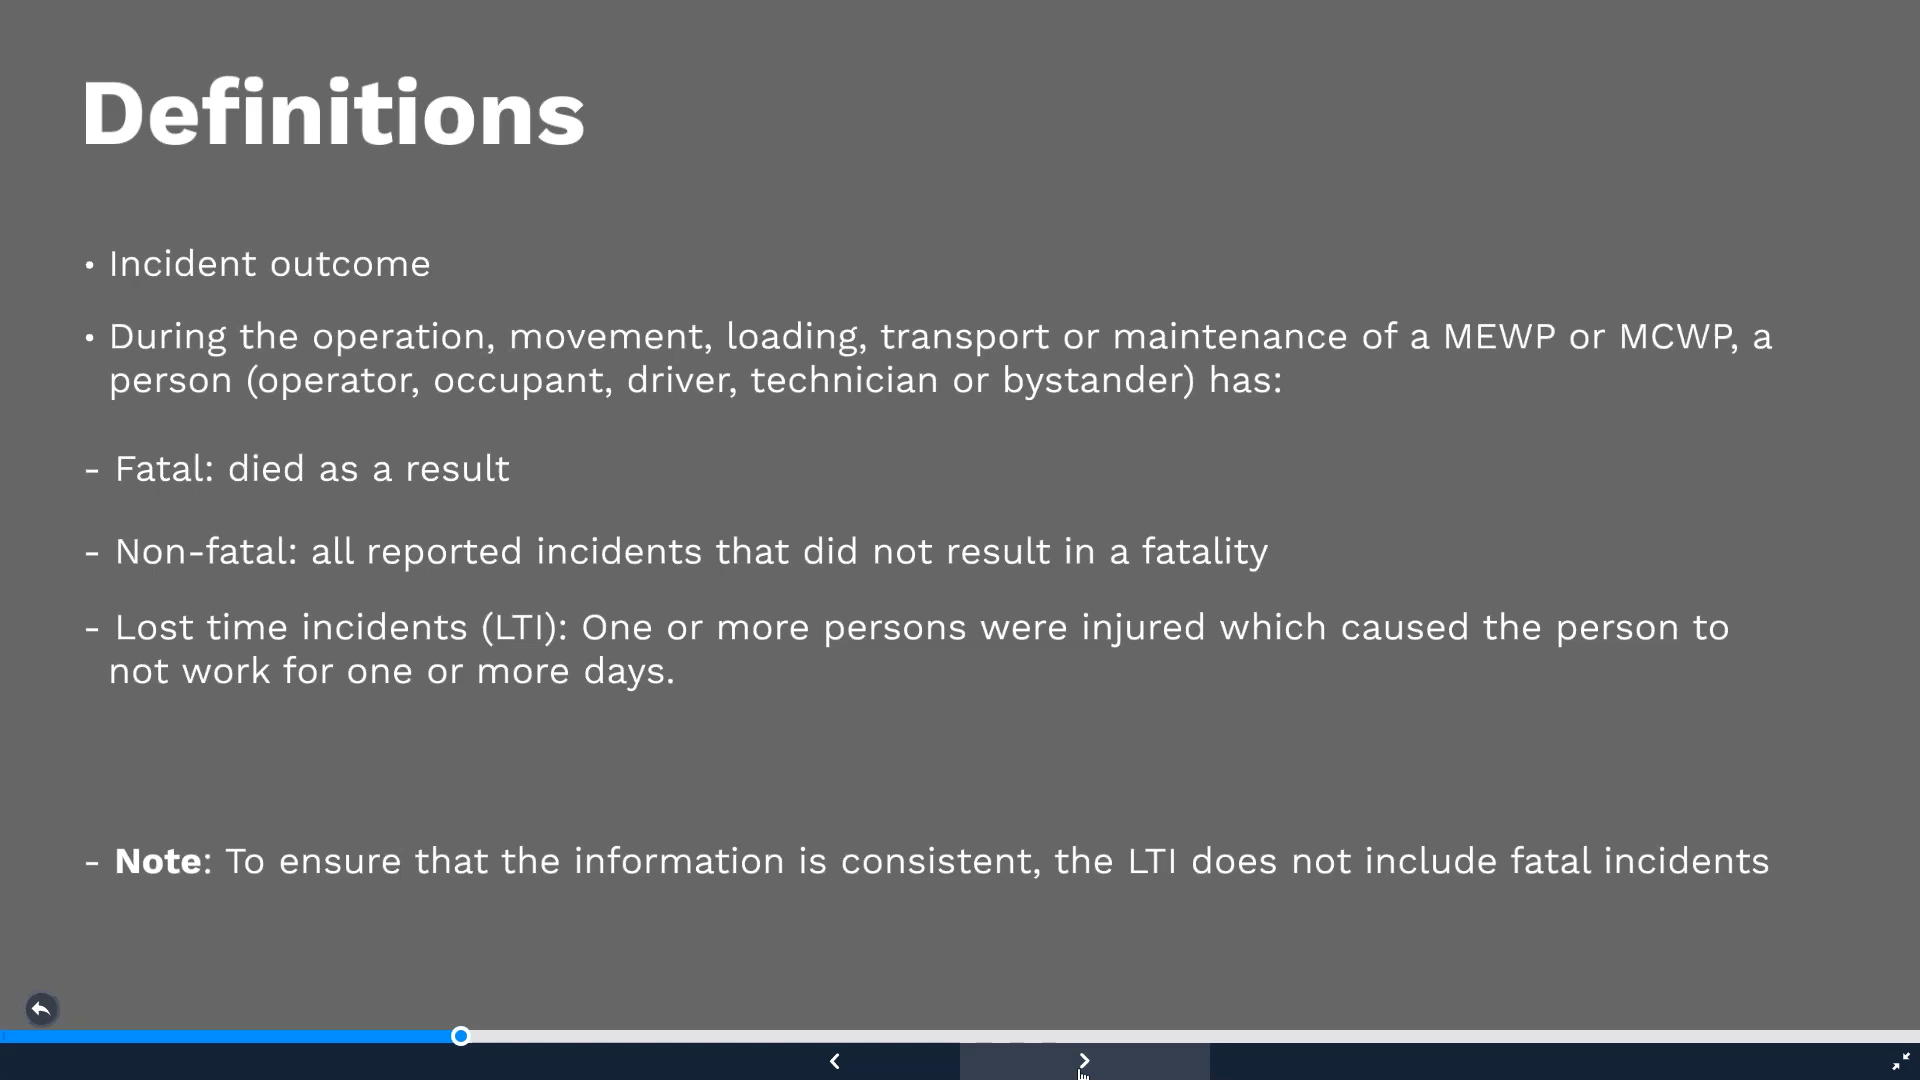 Definitions
• Incident outcome
• During the operation, movement, loading, transport or maintenance of a MEWP or MCWP, a
person (operator, occupant, driver, technician or bystander) has:
- Fatal: died as a result
- Non-fatal: all reported incidents that did not result in a fatality
- Lost time incidents (LTI): One or more persons were injured which caused the person to
not work for one or more days.
- Note: To ensure that the information is consistent, the LTI does not include fatal incidents